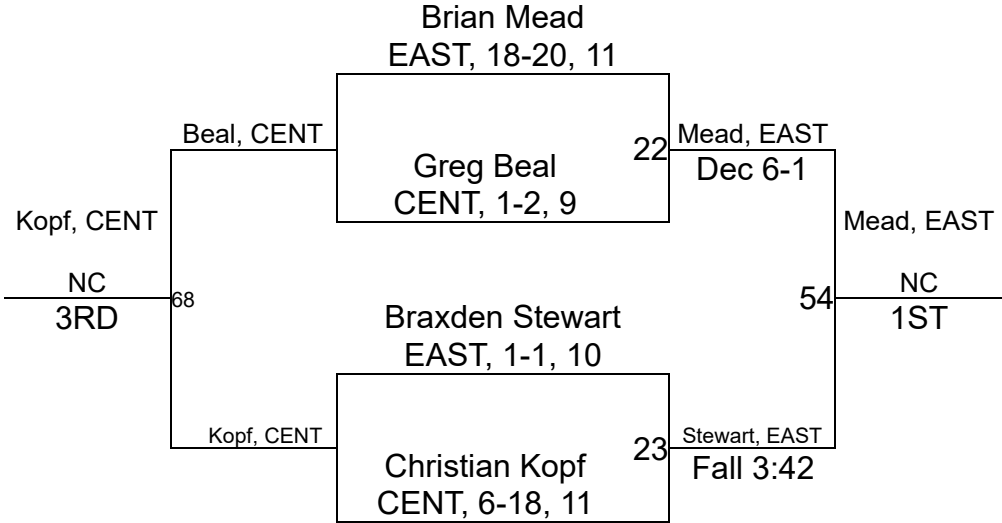 Brian Mead
EAST, 18-20, 11
Beal, CENT
22
Mead, EAST
Greg Beal
Dec 6-1
CENT, 1-2, 9
Kopf, CENT
Mead, EAST
NC
NC
68
54
3RD
1ST
Braxden Stewart
EAST, 1-1, 10
Kopf, CENT
23
Stewart, EAST
Christian Kopf
Fall 3:42
CENT, 6-18, 11